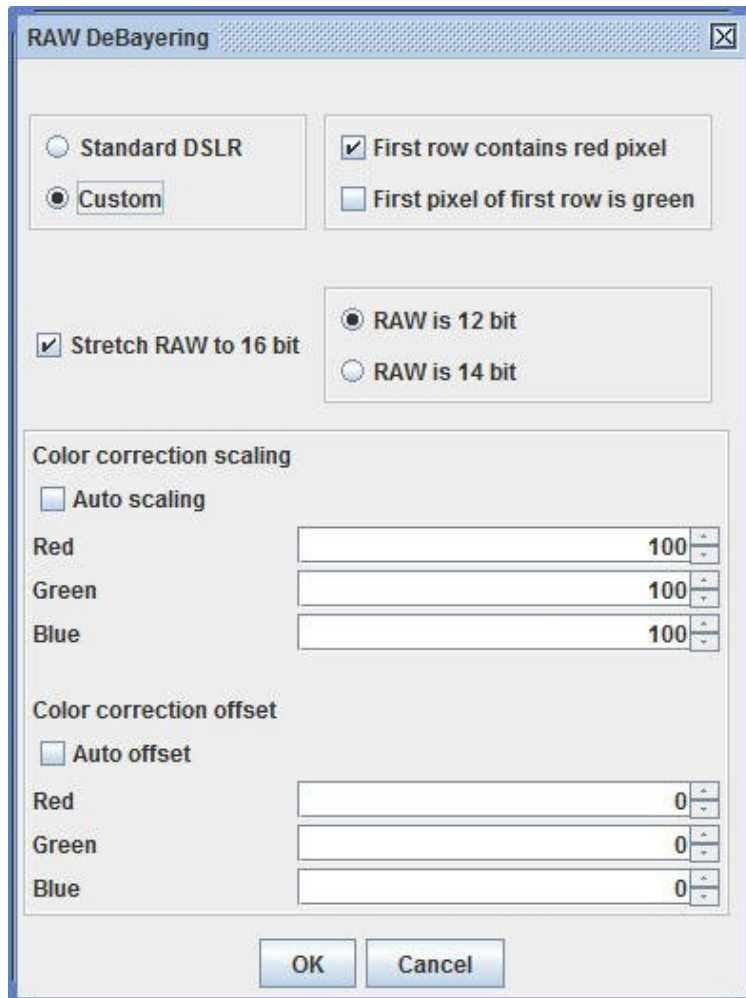 RAW DeBayering
Standard DSLR
Custom
First row contains red pixel
First pixel of first row is green
Stretch RAW to 16 bit
RAW is 12 bit
RAW is 14 bit
Color correction scaling
Auto scaling
Red 100
Green 100
Blue 100
Color correction offset
Auto offset
Red 0
Green 0
Blue 0
OK Cancel